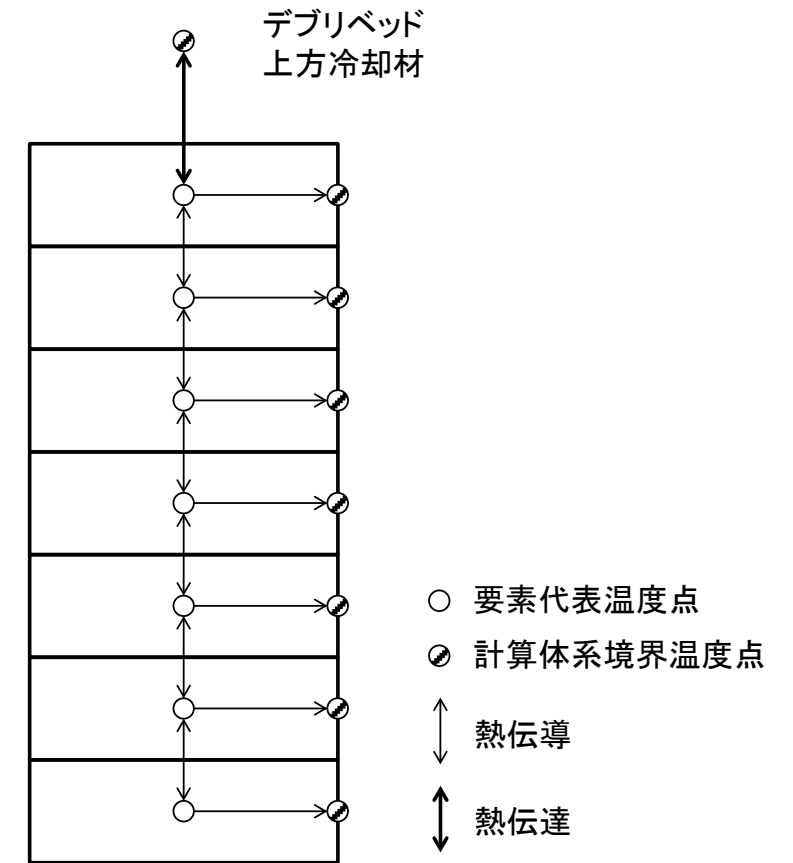 デブリベッド
上方冷却材
要素代表温度点
計算体系境界温度点
熱伝導
熱伝達